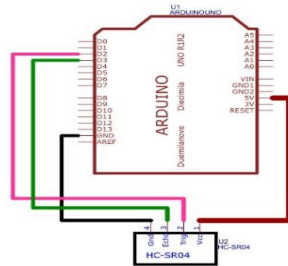 U1
ARDUINOUNO
D0
D1
D2
D3
D4
D5
D6
D7
D8
D9
D10
D11
D12
D13
GND
AREF
ARDUINO
UNO R1R2
Diecimila
Duemilanove
A5
A4
A3
A2
A1
A0
VIN
GND1
GND2
5V
3V
RESET
4
3
2
1
Gnd
Echo
Trig
Vcc
U2
HC-SR04
HC-SR04